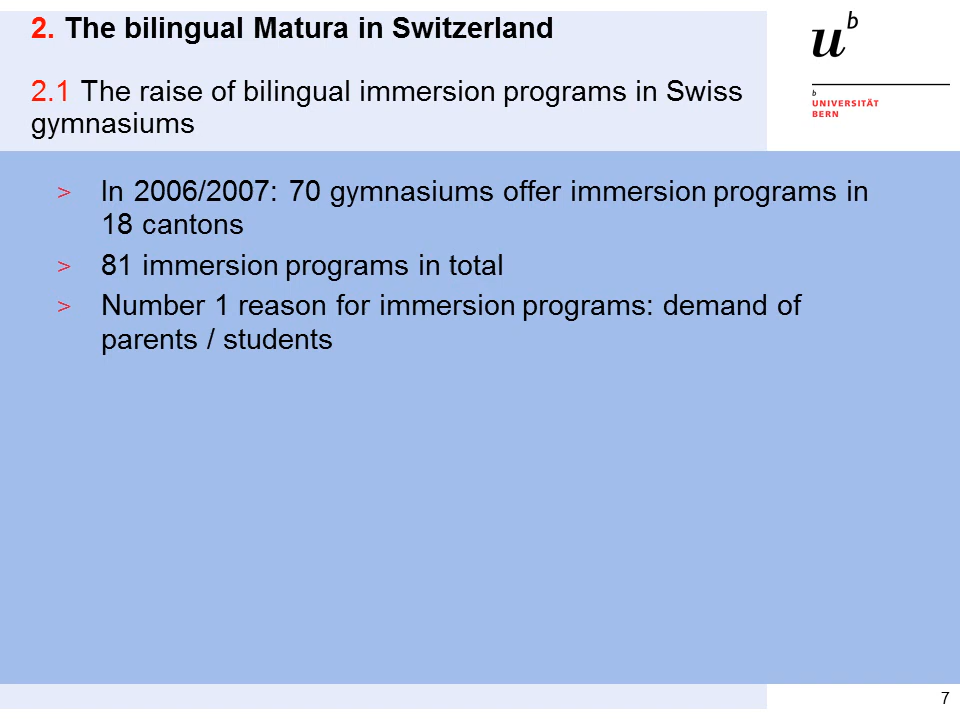 2. The bilingual Matura in Switzerland
2.1 The raise of bilingual immersion programs in Swiss
gymnasiums
u b
b
UNIVERSITÄT
BERN
> In 2006/2007: 70 gymnasiums offer immersion programs in
18 cantons
> 81 immersion programs in total
> Number 1 reason for immersion programs: demand of
parents / students
7